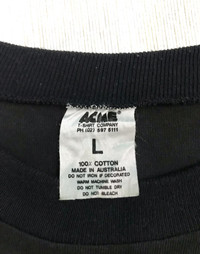 ACME
T-SHIRT COMPANY
PH. (02) 597 5111
L
100% COTTON
MADE IN AUSTRALIA
DO NOT IRON IF DECORATED
WARM MACHINE WASH
DO NOT TUMBLE DRY
DO NOT BLEACH